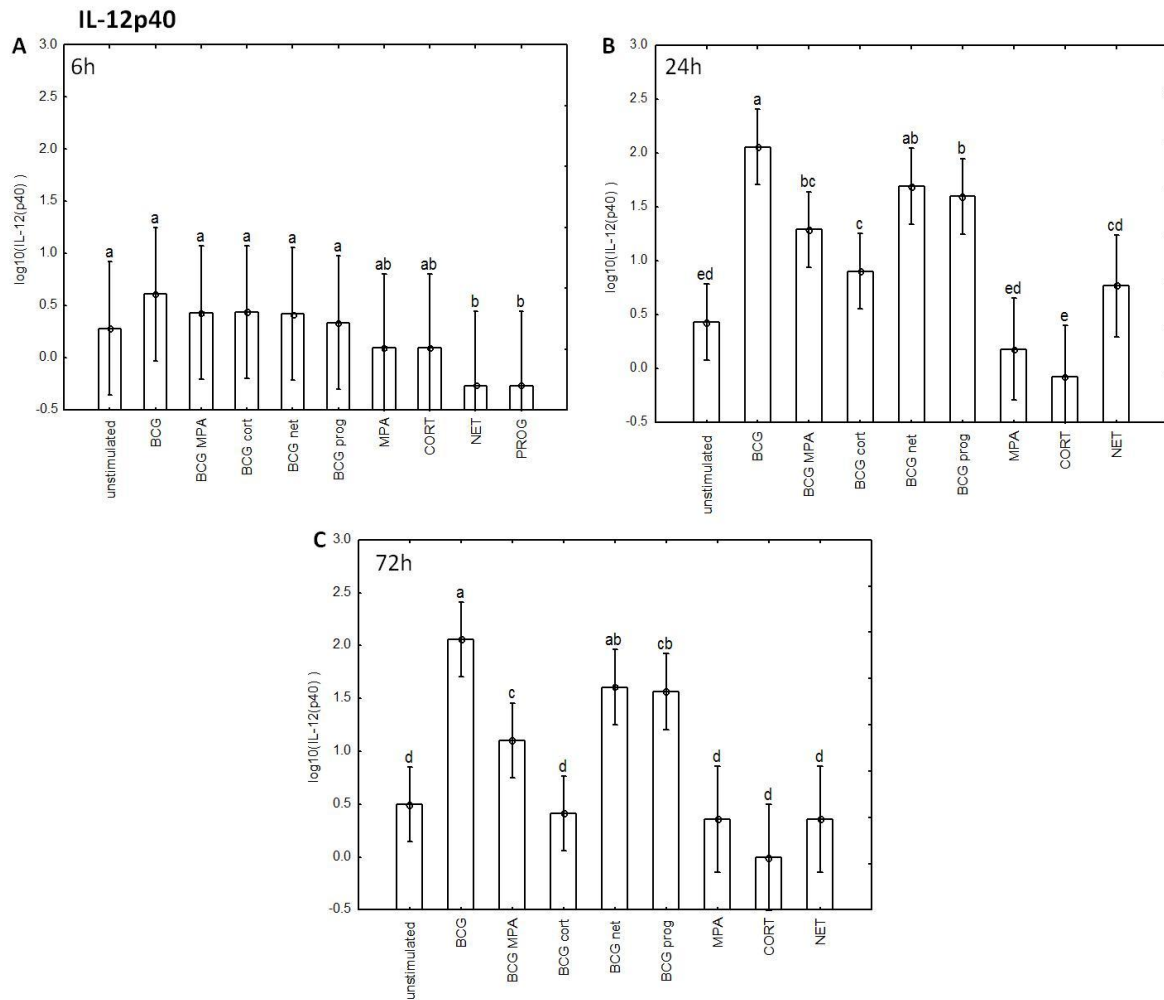 IL-12p40
A
6h
log10(IL-12(p40) )
3.0
2.5
2.0
1.5
1.0
0.5
0.0
-0.5
a
a
a
a
a
a
ab
ab
b
b
unstimulated
BCG
BCG MPA
BCG cort
BCG net
BCG prog
MPA
CORT
NET
PROG
B
24h
log10(IL-12(p40) )
3.0
2.5
2.0
1.5
1.0
0.5
0.0
-0.5
ed
a
bc
c
ab
b
ed
e
cd
unstimulated
BCG
BCG MPA
BCG cort
BCG net
BCG prog
MPA
CORT
NET
C
72h
log10(IL-12(p40) )
3.0
2.5
2.0
1.5
1.0
0.5
0.0
-0.5
d
a
c
d
ab
cb
d
d
d
unstimulated
BCG
BCG MPA
BCG cort
BCG net
BCG prog
MPA
CORT
NET